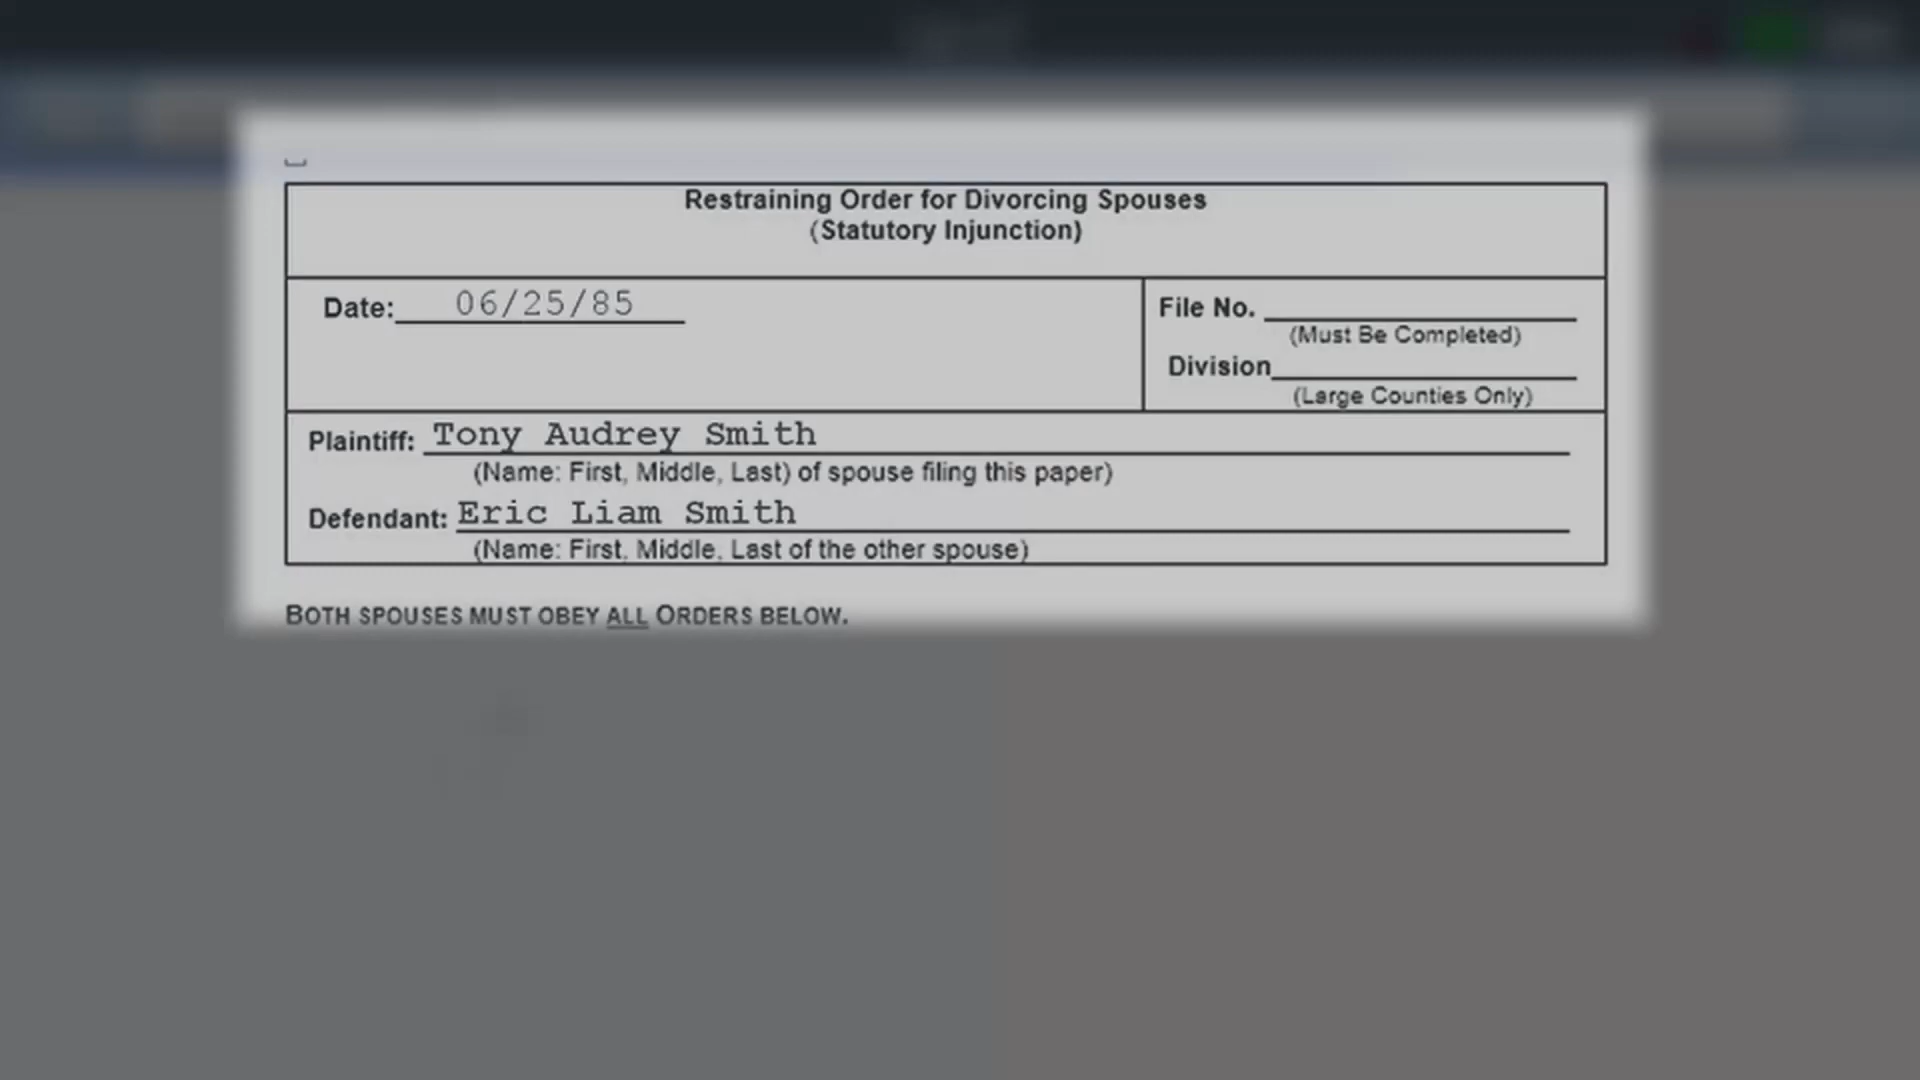 Restraining Order for Divorcing Spouses
(Statutory Injunction)
Date: 06/25/85
File No.
(Must Be Completed)
Division
(Large Counties Only)
Plaintiff: Tony Audrey Smith
(Name: First, Middle, Last) of spouse filing this paper)
Defendant: Eric Liam Smith
(Name: First, Middle, Last of the other spouse)
BOTH SPOUSES MUST OBEY ALL ORDERS BELOW.